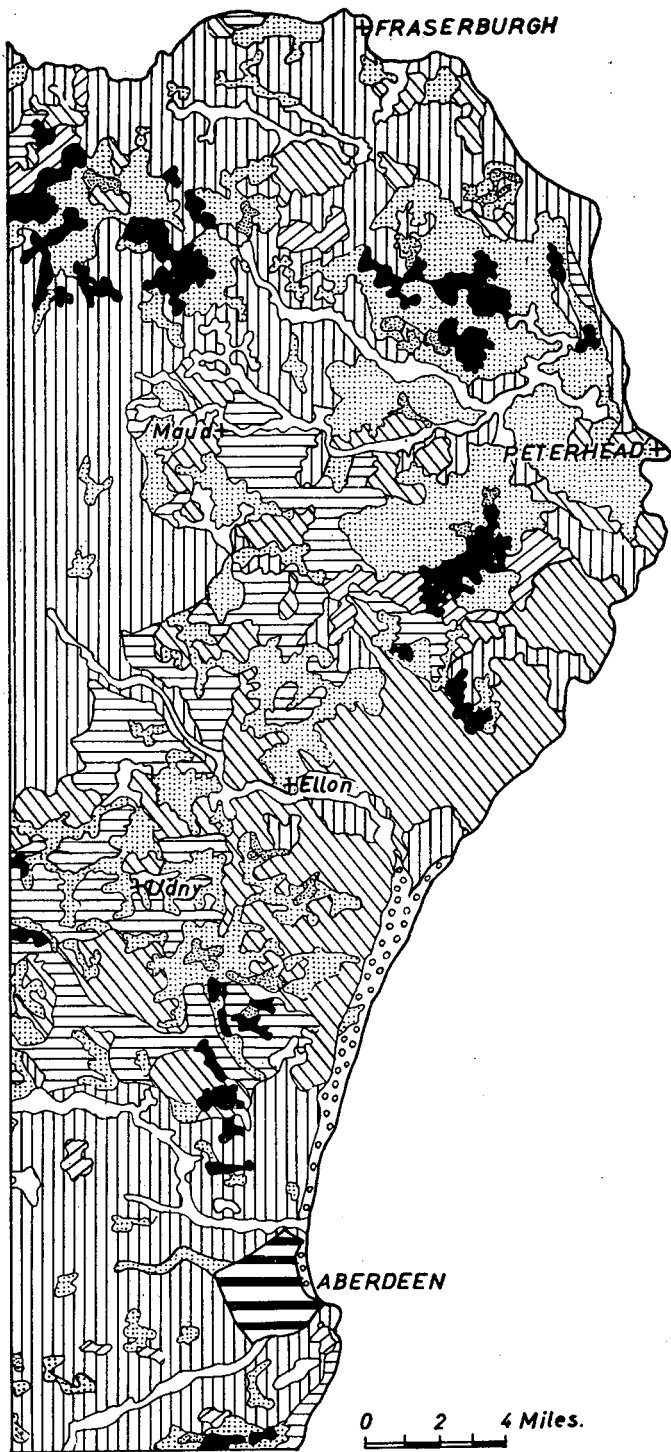 FRASERBURGH
Maud
PETERHEAD
Ellon
Udny
ABERDEEN
0 2 4 Miles.